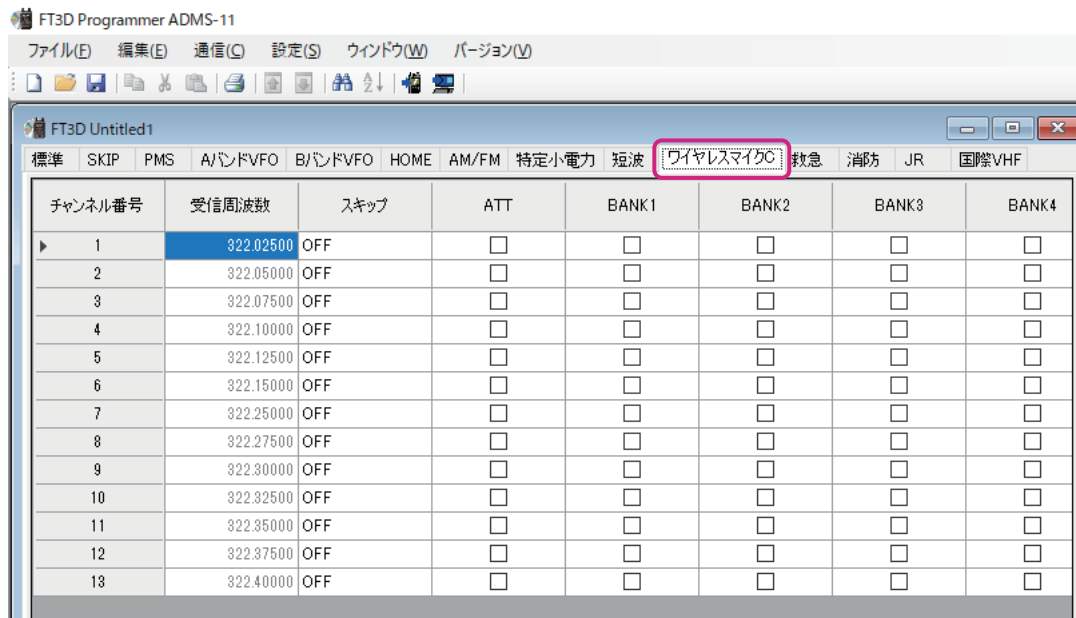 FT3D Programmer ADMS-11
ファイル(F) 編集(E) 通信(C) 設定(S) ウィンドウ(W) バージョン(V)
FT3D Untitled1
標準 SKIP PMS AバンドVFO BバンドVFO HOME AM/FM 特定小電力 短波 ワイヤレスマイクC 救急 消防 JR 国際VHF
チャンネル番号 受信周波数 スキップ ATT BANK1 BANK2 BANK3 BANK4
1 322.02500 OFF
2 322.05000 OFF
3 322.07500 OFF
4 322.10000 OFF
5 322.12500 OFF
6 322.15000 OFF
7 322.25000 OFF
8 322.27500 OFF
9 322.30000 OFF
10 322.32500 OFF
11 322.35000 OFF
12 322.37500 OFF
13 322.40000 OFF